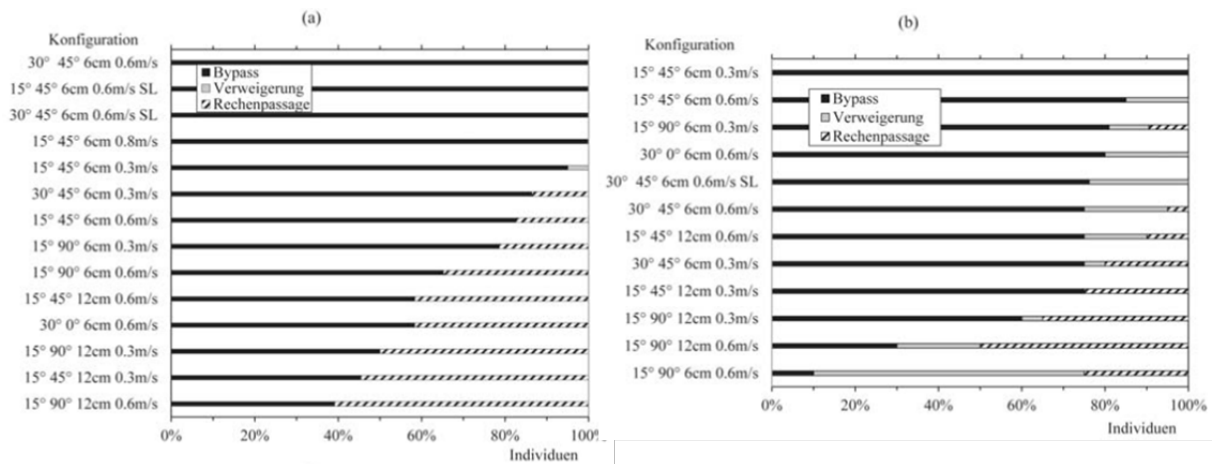 (a)
Konfiguration
30° 45° 6cm 0.6m/s
15° 45° 6cm 0.6m/s SL
30° 45° 6cm 0.6m/s SL
15° 45° 6cm 0.8m/s
15° 45° 6cm 0.3m/s
30° 45° 6cm 0.3m/s
15° 45° 6cm 0.6m/s
15° 90° 6cm 0.3m/s
15° 90° 6cm 0.6m/s
15° 45° 12cm 0.6m/s
30° 0° 6cm 0.6m/s
15° 90° 12cm 0.3m/s
15° 45° 12cm 0.3m/s
15° 90° 12cm 0.6m/s
Bypass
Verweigerung
Rechenpassage
0% 20% 40% 60% 80% 100%
Individuen
(b)
Konfiguration
15° 45° 6cm 0.3m/s
15° 45° 6cm 0.6m/s
15° 90° 6cm 0.3m/s
30° 0° 6cm 0.6m/s
30° 45° 6cm 0.6m/s SL
30° 45° 6cm 0.6m/s
15° 45° 12cm 0.6m/s
30° 45° 6cm 0.3m/s
15° 45° 12cm 0.3m/s
15° 90° 12cm 0.3m/s
15° 90° 12cm 0.6m/s
15° 90° 6cm 0.6m/s
Bypass
Verweigerung
Rechenpassage
0% 20% 40% 60% 80% 100%
Individuen